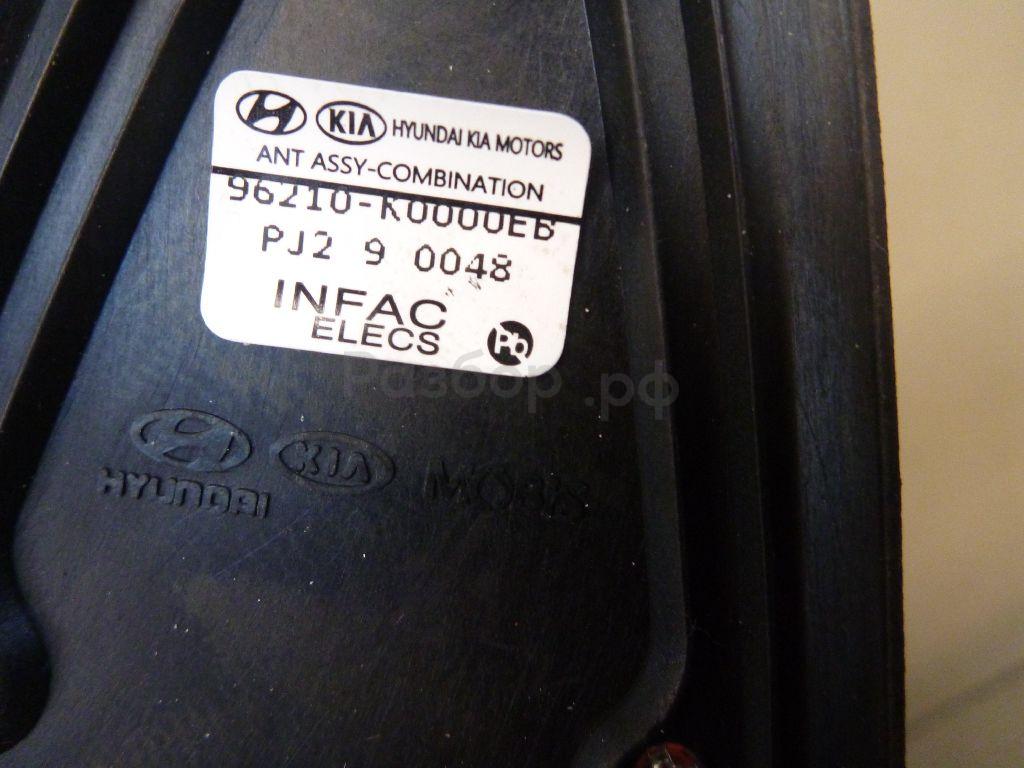 KIA HYUNDAI KIA MOTORS
ANT ASSY-COMBINATION
96210-K0000EB
PJ2 9 0048
INFAC
ELECS
Pb
Разбор.рф
KIA MOBIS
HYUNDAI